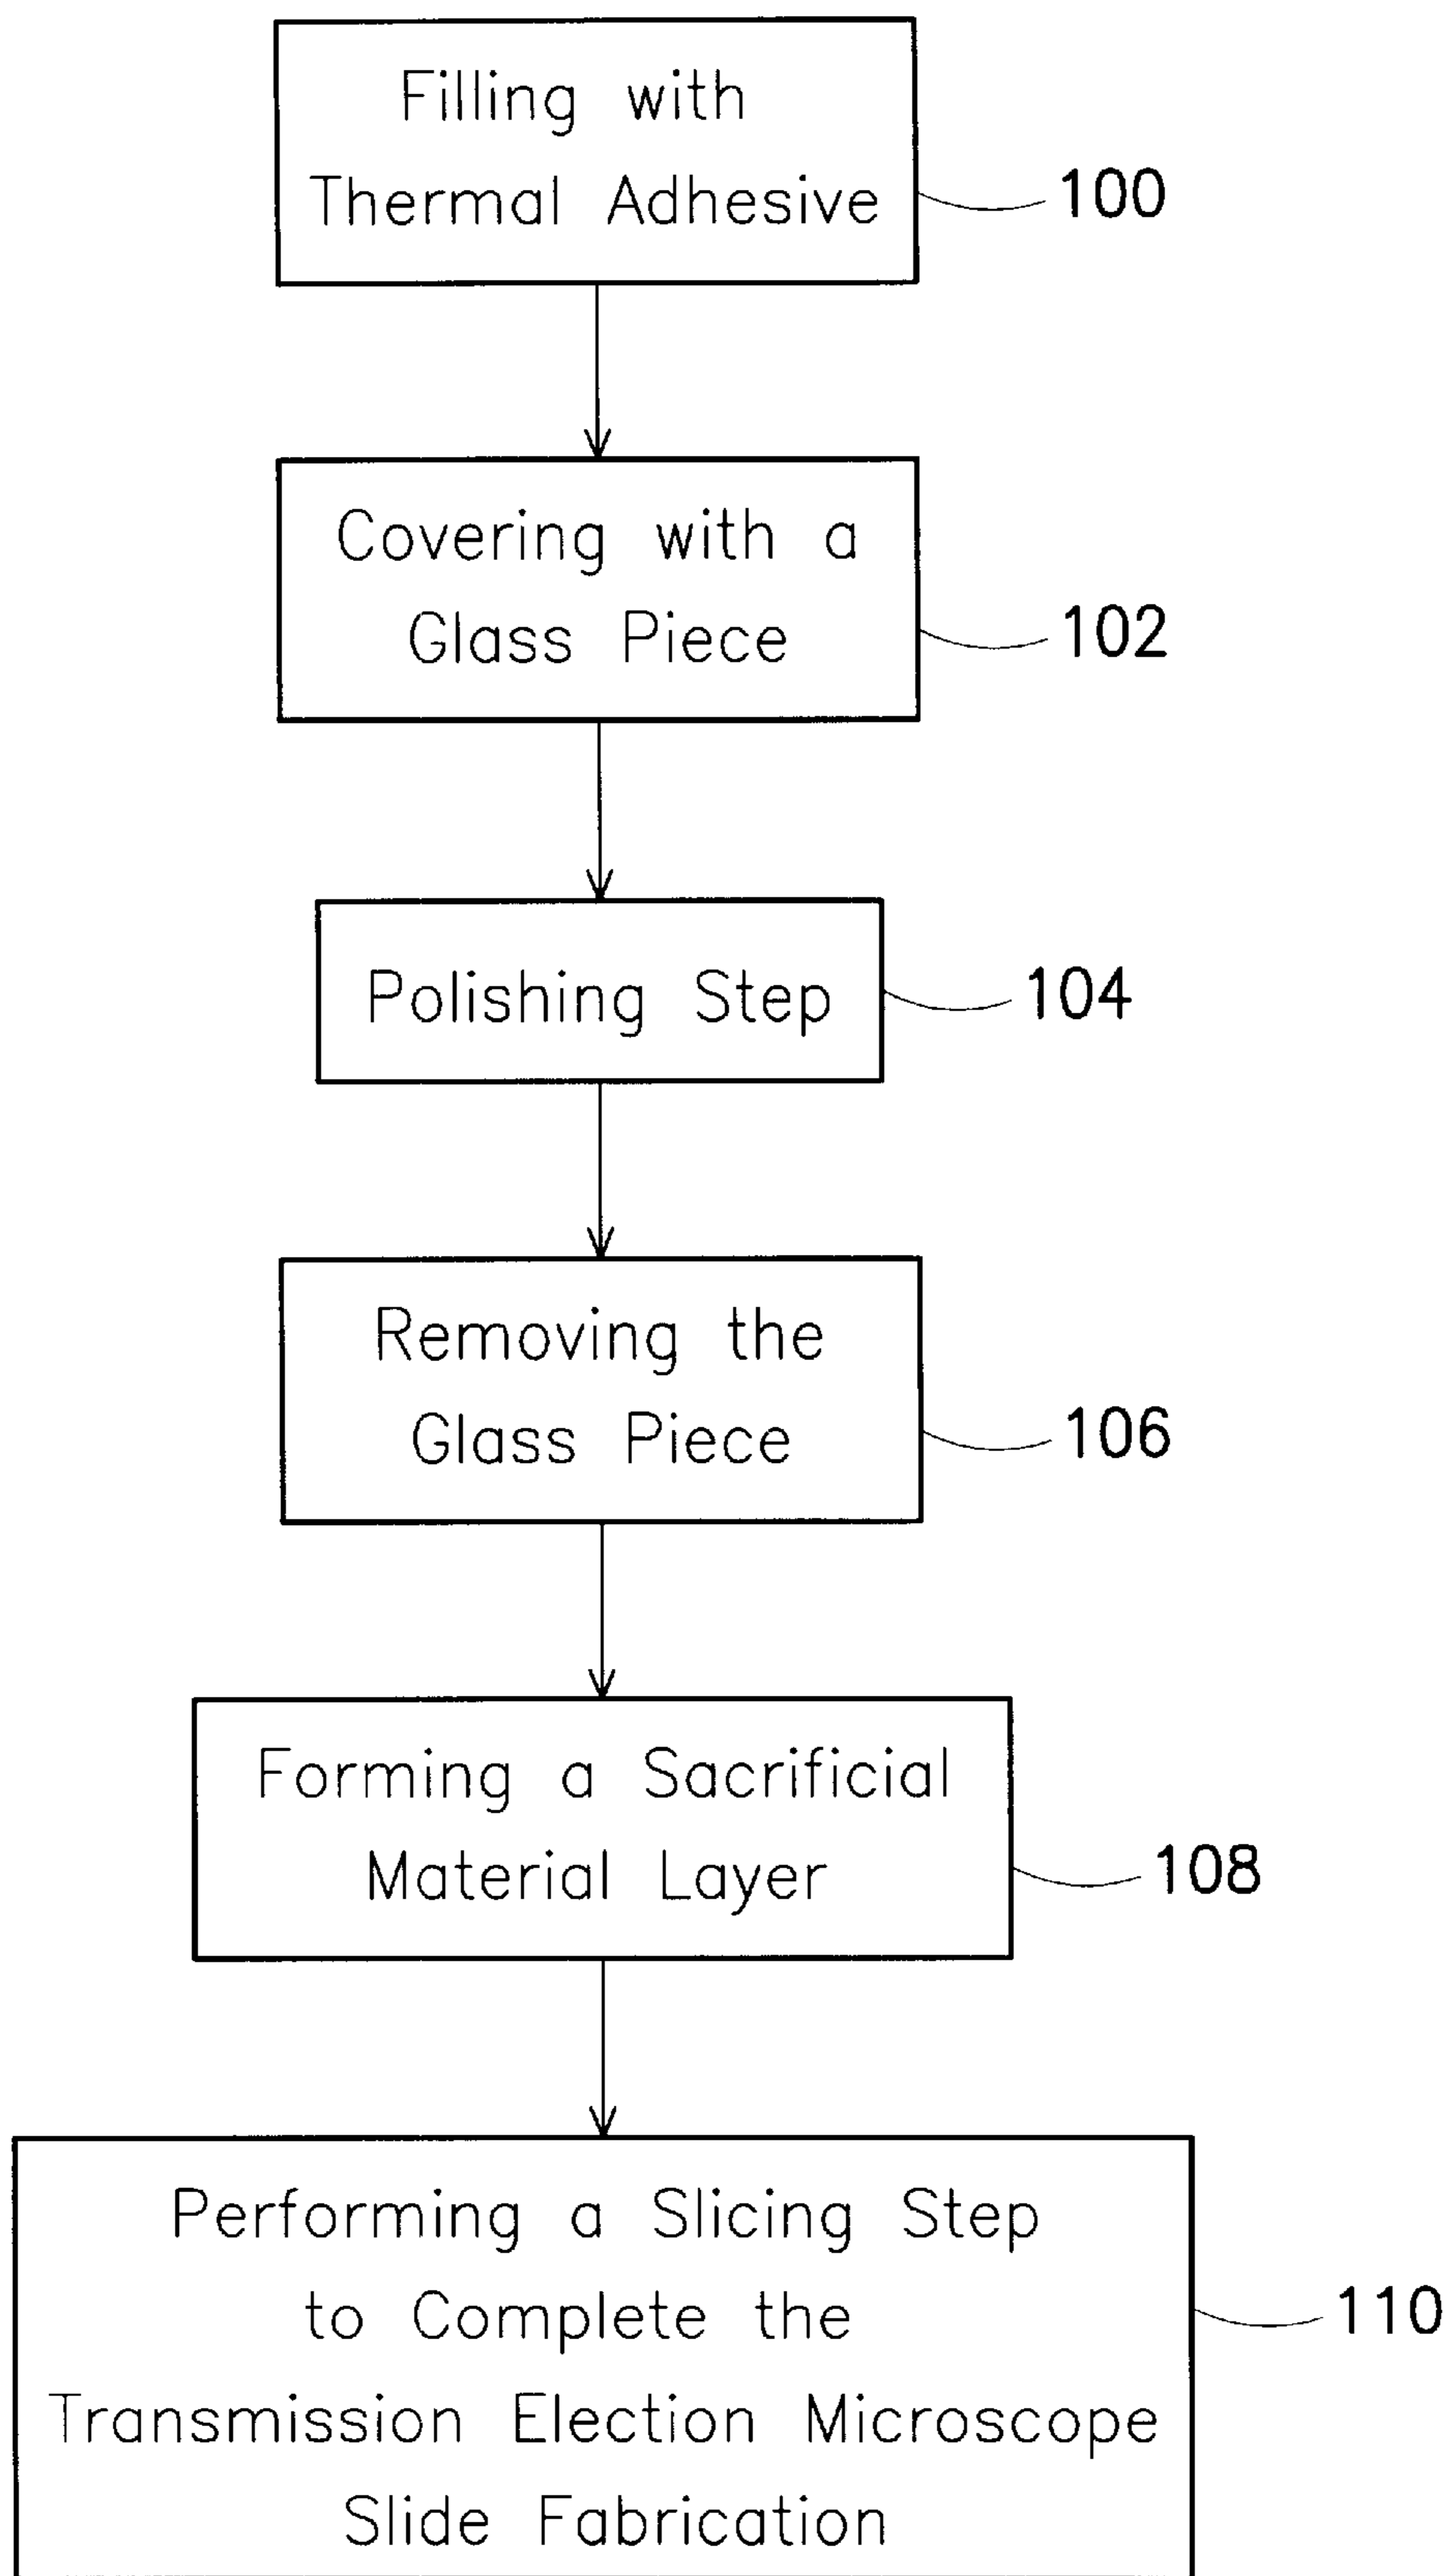 Filling with
Thermal Adhesive
100
Covering with a
Glass Piece
102
Polishing Step
104
Removing the
Glass Piece
106
Forming a Sacrificial
Material Layer
108
Performing a Slicing Step
to Complete the
Transmission Election Microscope
Slide Fabrication
110